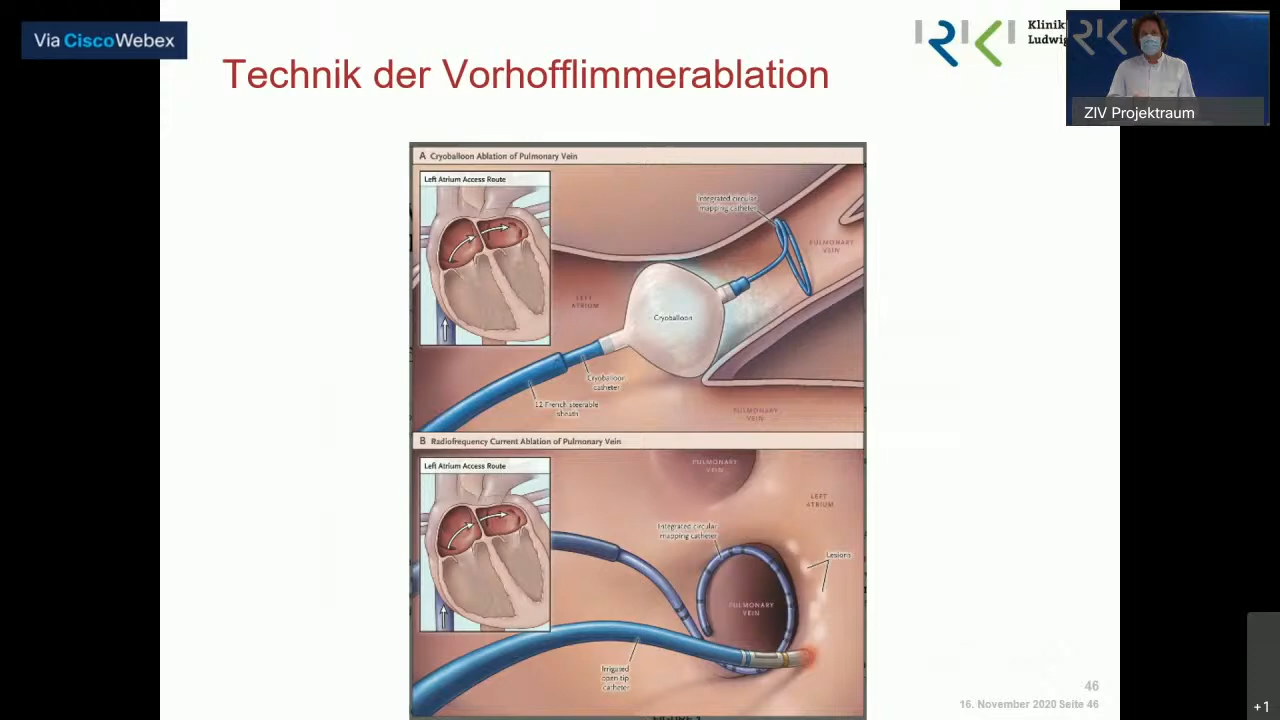 Via CiscoWebex
Technik der Vorhofflimmerablation
Klinik
Ludwig
ZIV Projektraum
A Cryoballoon Ablation of Pulmonary Vein
Left Atrium Access Route
Integrated circular
mapping catheter
PULMONARY
VEIN
LEFT
ATRIUM
Cryoballoon
Cryoballoon
catheter
12 French steerable
sheath
PULMONARY
VEIN
B Radiofrequency Current Ablation of Pulmonary Vein
Left Atrium Access Route
PULMONARY
VEIN
LEFT
ATRIUM
Integrated circular
mapping catheter
Lesions
PULMONARY
VEIN
Irrigated
open tip
catheter
46
16. November 2020 Seite 46
+1